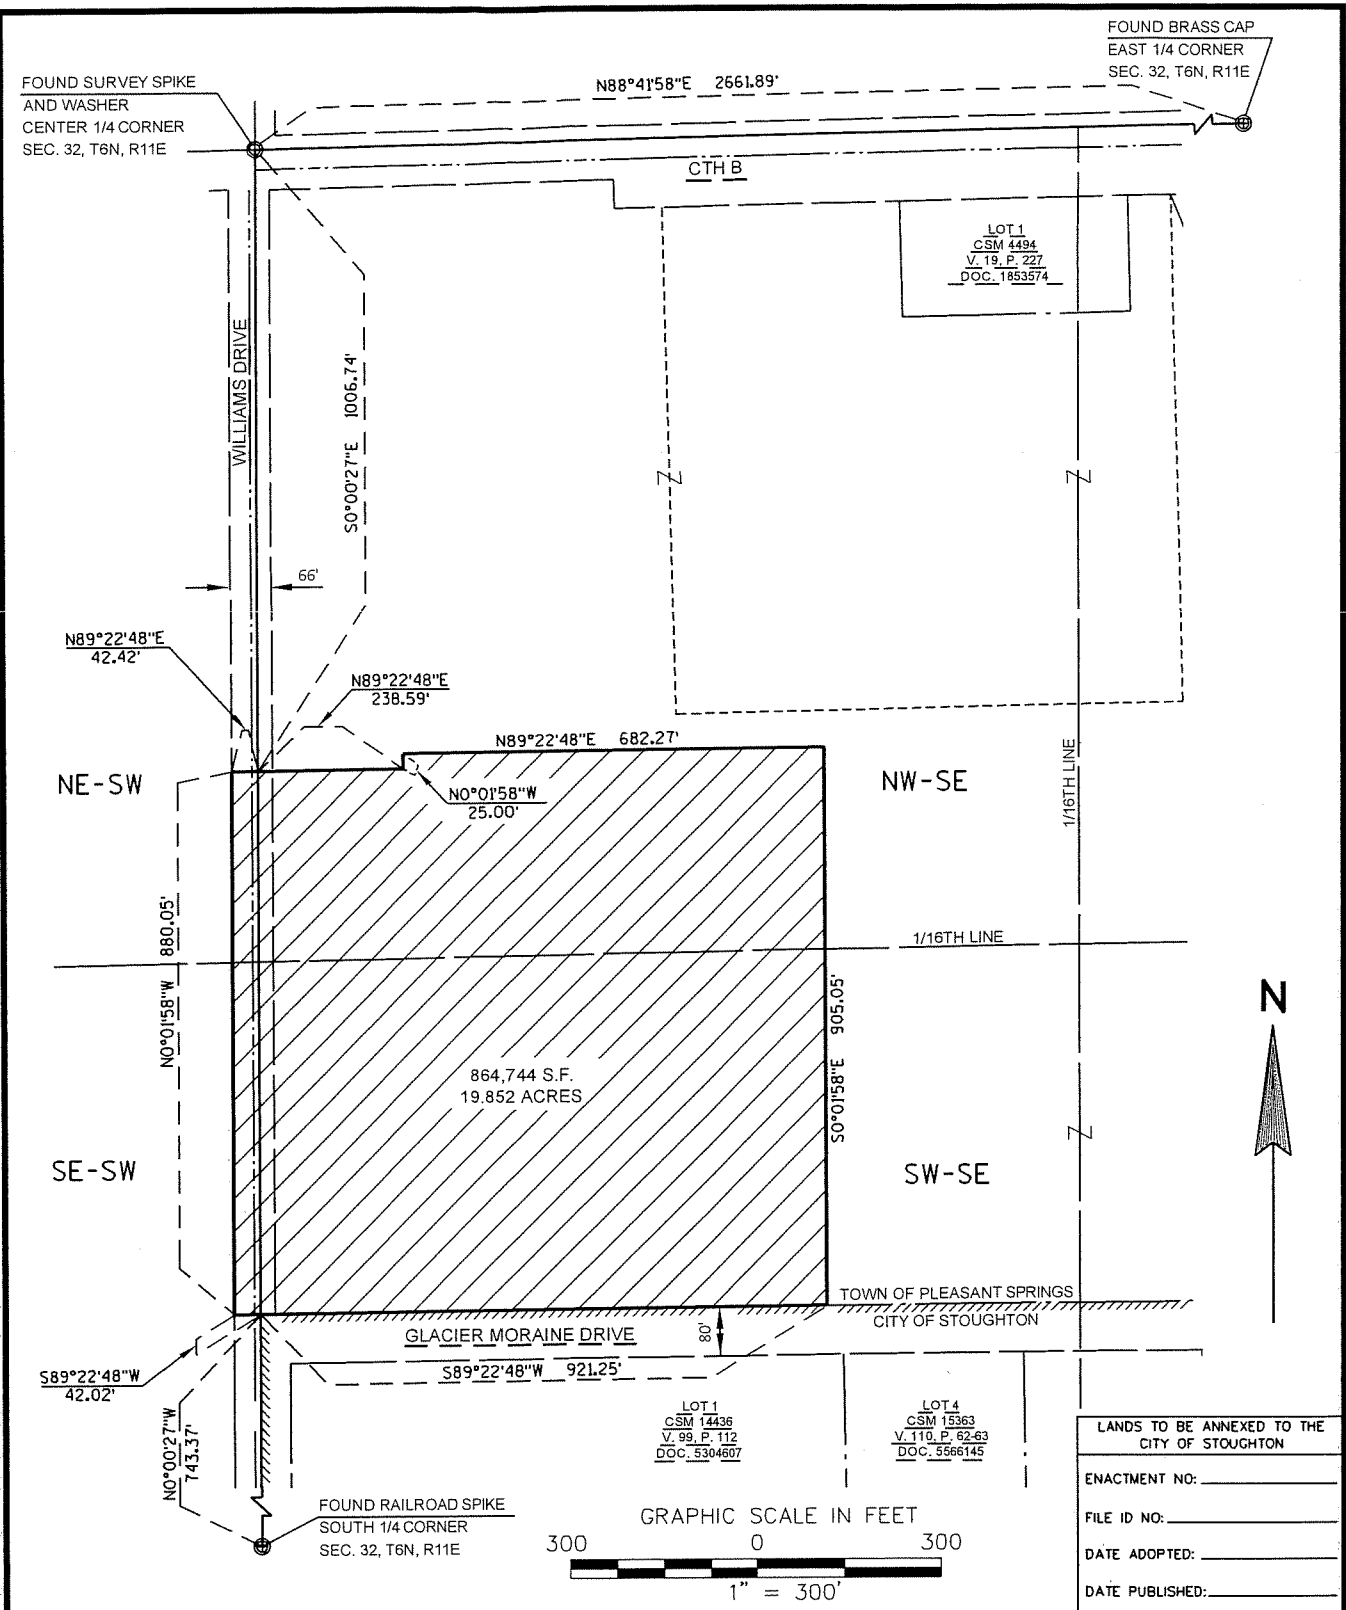 FOUND BRASS CAP
EAST 1/4 CORNER
SEC. 32, T6N, R11E
FOUND SURVEY SPIKE
AND WASHER
CENTER 1/4 CORNER
SEC. 32, T6N, R11E
N88°41'58"E 2661.89'
CTH B
LOT 1
CSM 4494
V. 19, P. 227
DOC. 1853574
WILLIAMS DRIVE
S0°00'27"E 1006.74'
66'
N89°22'48"E
42.42'
N89°22'48"E
238.59'
N89°22'48"E 682.27'
N0°01'58"W
25.00'
NE-SW
NW-SE
1/16TH LINE
N0°01'58"W 880.05'
1/16TH LINE
S0°01'58"E 905.05'
N
864,744 S.F.
19.852 ACRES
SE-SW
SW-SE
TOWN OF PLEASANT SPRINGS
CITY OF STOUGHTON
GLACIER MORAINE DRIVE
80'
S89°22'48"W 921.25'
S89°22'48"W
42.02'
N0°00'27"W
743.37'
LOT 1
CSM 14436
V. 99, P. 112
DOC. 5304607
LOT 4
CSM 15363
V. 110, P. 62-63
DOC. 5566145
FOUND RAILROAD SPIKE
SOUTH 1/4 CORNER
SEC. 32, T6N, R11E
GRAPHIC SCALE IN FEET
300 0 300
1" = 300'
LANDS TO BE ANNEXED TO THE
CITY OF STOUGHTON
ENACTMENT NO:
FILE ID NO:
DATE ADOPTED:
DATE PUBLISHED: